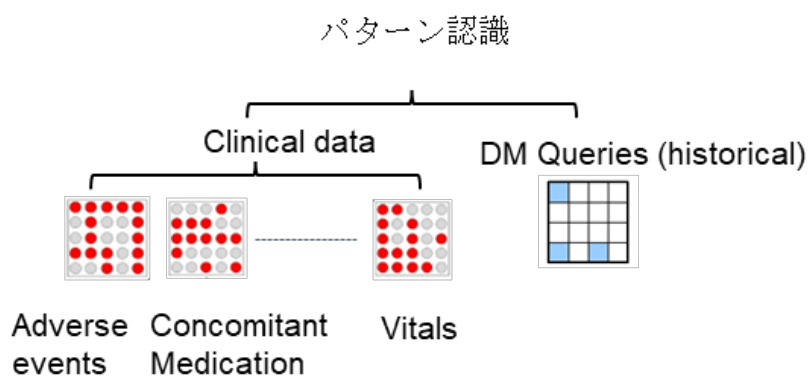 パターン認識
Clinical data
DM Queries (historical)
Adverse
events
Concomitant
Medication
Vitals